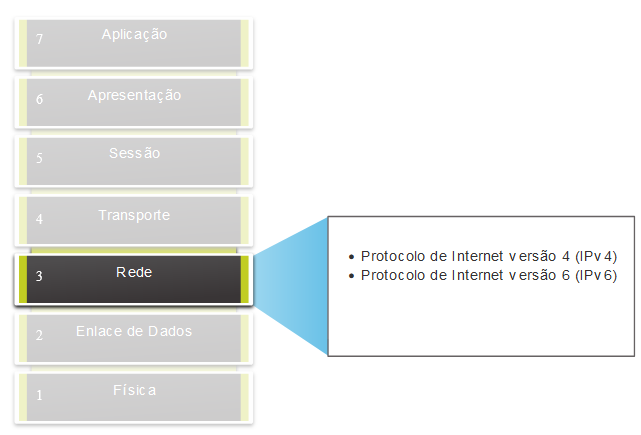 7 Aplicação
6 Apresentação
5 Sessão
4 Transporte
3 Rede
• Protocolo de Internet versão 4 (IPv4)
• Protocolo de Internet versão 6 (IPv6)
2 Enlace de Dados
1 Física